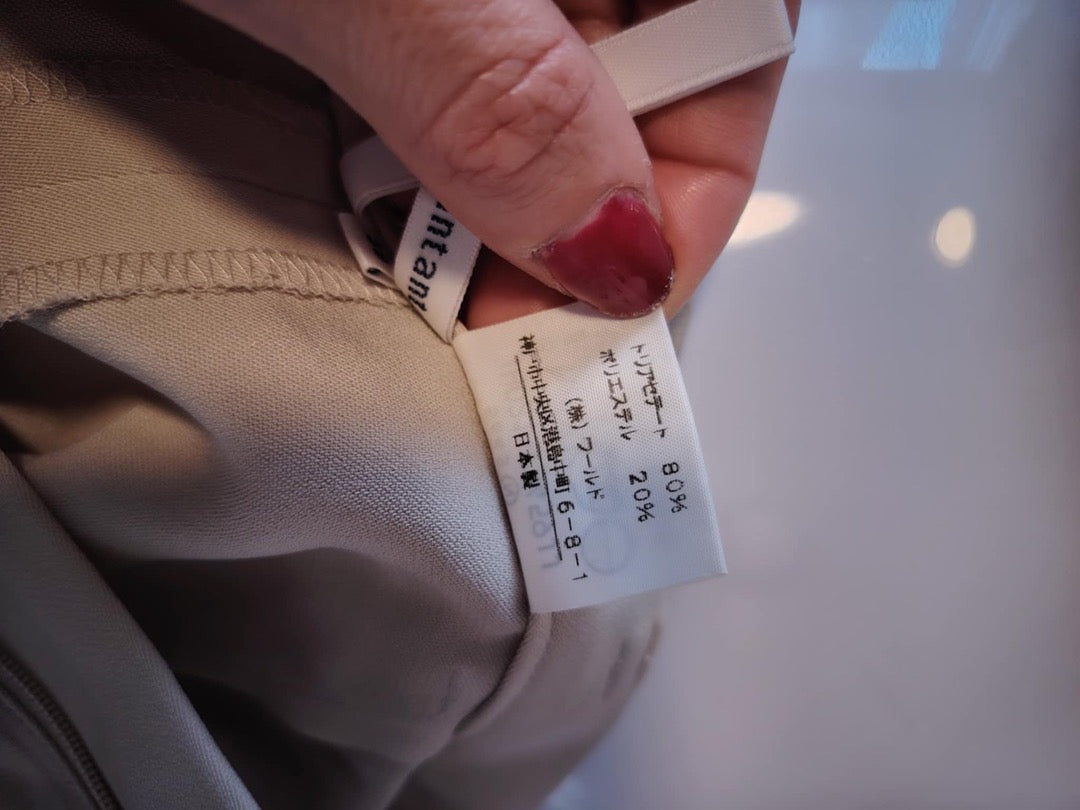 トリアセテート 80%
ポリエステル 20%
(株) ワールド
神戸市中央区港島中町 6-8-1
日本製
ntan